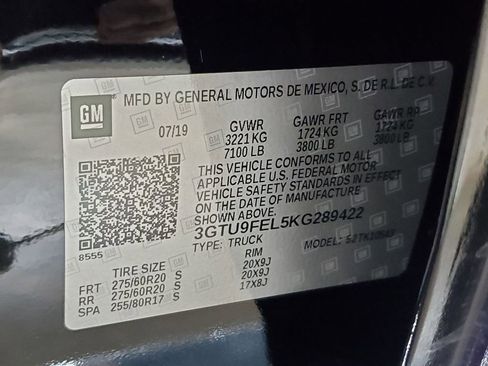 GM
MFD BY GENERAL MOTORS DE MEXICO, S. DE R.L. DE C.V.
07/19 GVWR GAWR FRT GAWR RR
3221 KG 1724 KG 1724 KG
7100 LB 3800 LB 3800 LB
THIS VEHICLE CONFORMS TO ALL
APPLICABLE U.S. FEDERAL MOTOR
VEHICLE SAFETY STANDARDS IN EFFECT
ON THE DATE OF MANUFACTURE SHOWN ABOVE
3GTU9FEL5KG289422
8555
TYPE: TRUCK MODEL:
TIRE SIZE RIM
FRT 275/60R20 S 20X9J
RR 275/60R20 S 20X9J
SPA 255/80R17 S 17X8J